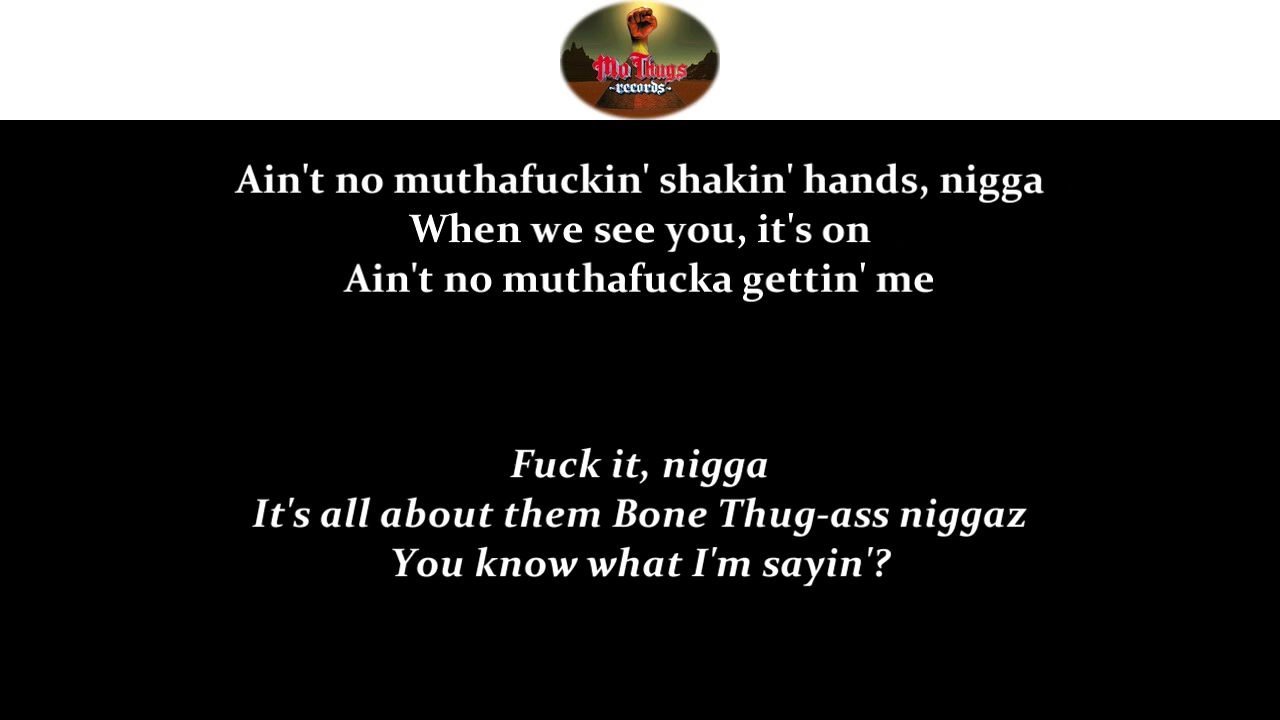 Mo Thugs
~records~
Ain't no muthafuckin' shakin' hands, nigga
When we see you, it's on
Ain't no muthafucka gettin' me
Fuck it, nigga
It's all about them Bone Thug-ass niggaz
You know what I'm sayin'?